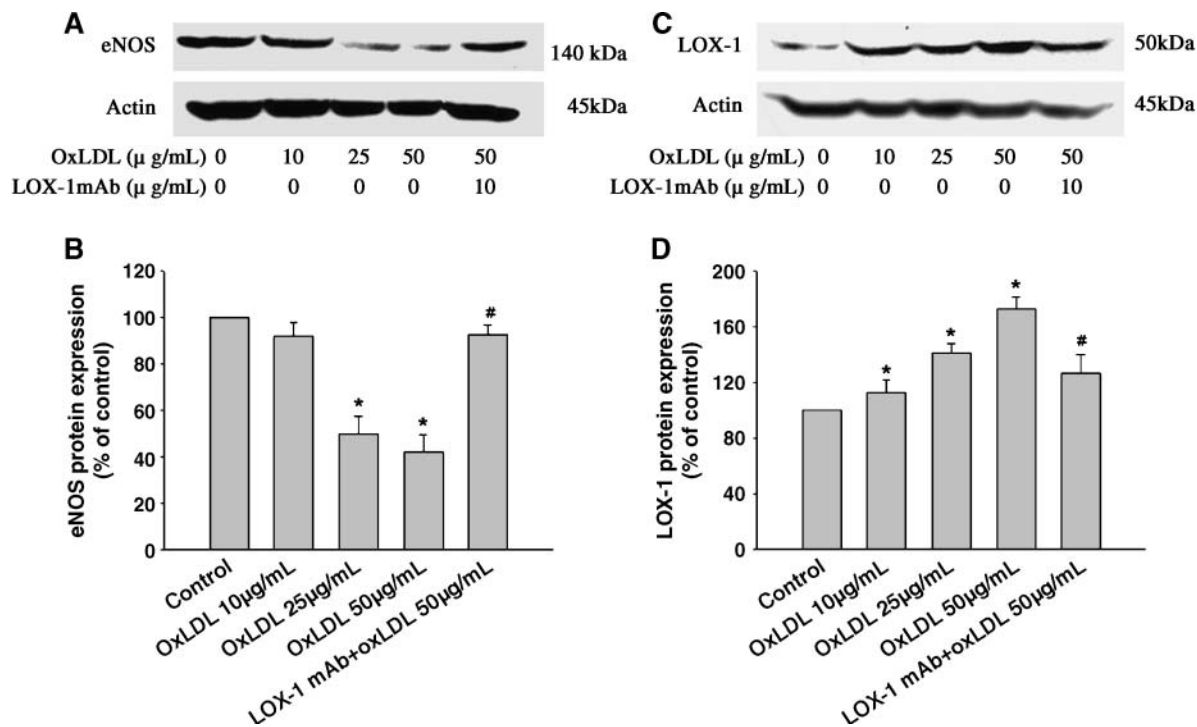 A
eNOS
140 kDa
Actin
45kDa
OxLDL (μ g/mL) 0 10 25 50 50
LOX-1mAb (μ g/mL) 0 0 0 0 10
C
LOX-1
50kDa
Actin
45kDa
OxLDL (μ g/mL) 0 10 25 50 50
LOX-1mAb (μ g/mL) 0 0 0 0 10
B
eNOS protein expression
(% of control)
120
100
80
60
40
20
0
*
*
#
Control
OxLDL 10μg/mL
OxLDL 25μg/mL
OxLDL 50μg/mL
LOX-1 mAb+oxLDL 50μg/mL
D
LOX-1 protein expression
(% of control)
200
160
120
80
40
0
*
*
*
#
Control
OxLDL 10μg/mL
OxLDL 25μg/mL
OxLDL 50μg/mL
LOX-1 mAb+oxLDL 50μg/mL